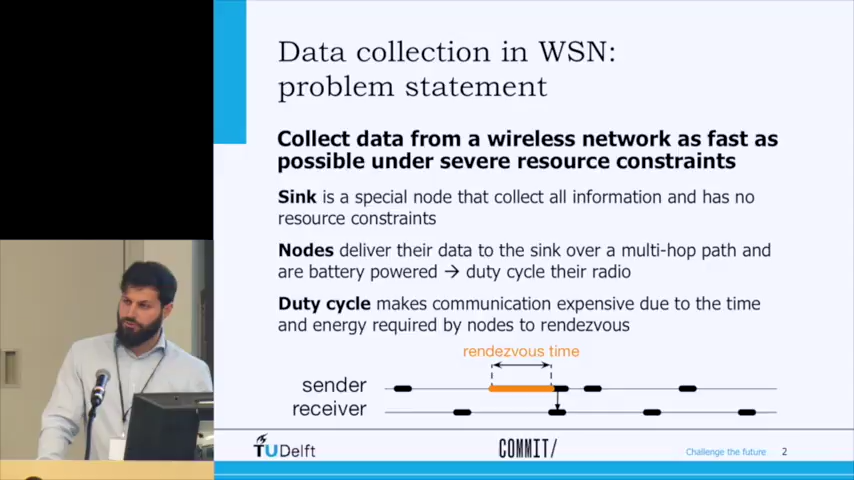 Data collection in WSN:
problem statement
Collect data from a wireless network as fast as
possible under severe resource constraints
Sink is a special node that collect all information and has no
resource constraints
Nodes deliver their data to the sink over a multi-hop path and
are battery powered → duty cycle their radio
Duty cycle makes communication expensive due to the time
and energy required by nodes to rendezvous
rendezvous time
sender
receiver
TUDelft
COMMIT/
Challenge the future
2